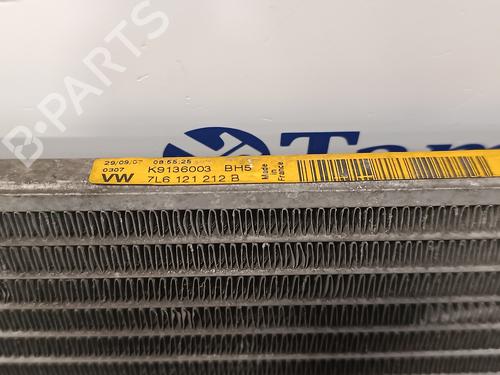 B-PARTS
29/09/07 08:55:25
0307 K9136003 BH5
VW 7L6 121 212 B
Made in France